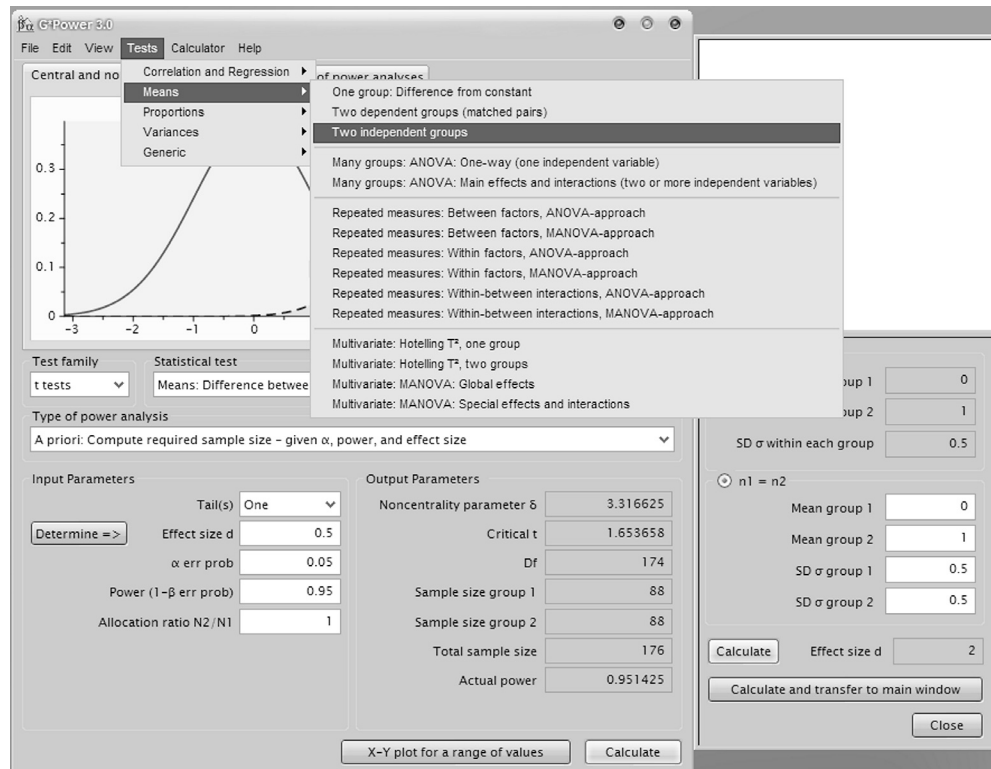 G*Power 3.0
File Edit View Tests Calculator Help
Central and no
of power analyses
Correlation and Regression
Means
Proportions
Variances
Generic
One group: Difference from constant
Two dependent groups (matched pairs)
Two independent groups
Many groups: ANOVA: One-way (one independent variable)
Many groups: ANOVA: Main effects and interactions (two or more independent variables)
Repeated measures: Between factors, ANOVA-approach
Repeated measures: Between factors, MANOVA-approach
Repeated measures: Within factors, ANOVA-approach
Repeated measures: Within factors, MANOVA-approach
Repeated measures: Within-between interactions, ANOVA-approach
Repeated measures: Within-between interactions, MANOVA-approach
Multivariate: Hotelling T², one group
Multivariate: Hotelling T², two groups
Multivariate: MANOVA: Global effects
Multivariate: MANOVA: Special effects and interactions
0.3
0.2
0.1
0
-3 -2 -1 0
Test family
t tests
Statistical test
Means: Difference betwee
Type of power analysis
A priori: Compute required sample size – given α, power, and effect size
Input Parameters
Tail(s) One
Determine => Effect size d 0.5
α err prob 0.05
Power (1-β err prob) 0.95
Allocation ratio N2/N1 1
Output Parameters
Noncentrality parameter δ 3.316625
Critical t 1.653658
Df 174
Sample size group 1 88
Sample size group 2 88
Total sample size 176
Actual power 0.951425
X-Y plot for a range of values
Calculate
oup 1 0
oup 2 1
SD σ within each group 0.5
n1 = n2
Mean group 1 0
Mean group 2 1
SD σ group 1 0.5
SD σ group 2 0.5
Calculate Effect size d 2
Calculate and transfer to main window
Close